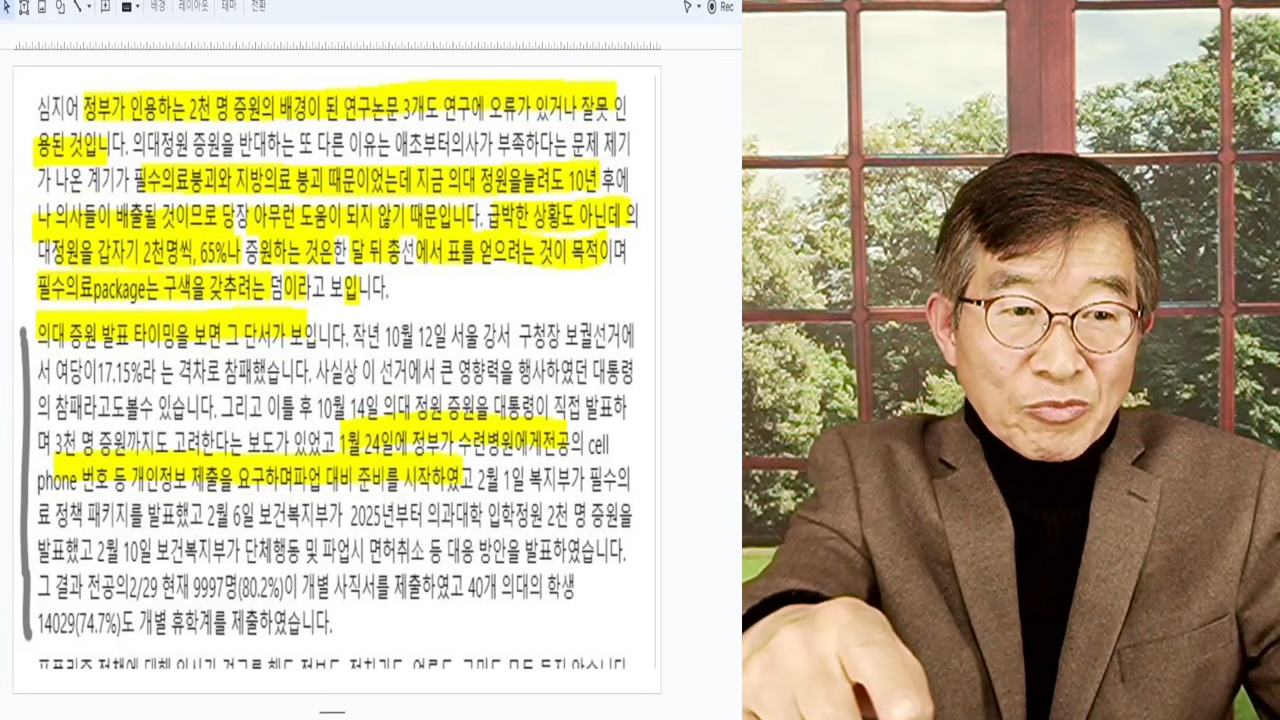 배경 레이아웃 테마 전환 Rec
심지어 정부가 인용하는 2천 명 증원의 배경이 된 연구논문 3개도 연구에 오류가 있거나 잘못 인
용된 것입니다. 의대정원 증원을 반대하는 또 다른 이유는 애초부터의사가 부족하다는 문제 제기
가 나온 계기가 필수의료붕괴와 지방의료 붕괴 때문이었는데 지금 의대 정원을늘려도 10년 후에
나 의사들이 배출될 것이므로 당장 아무런 도움이 되지 않기 때문입니다. 급박한 상황도 아닌데 의
대정원을 갑자기 2천명씩, 65%나 증원하는 것은한 달 뒤 총선에서 표를 얻으려는 것이 목적이며
필수의료package는 구색을 갖추려는 덤이라고 보입니다.
의대 증원 발표 타이밍을 보면 그 단서가 보입니다. 작년 10월 12일 서울 강서 구청장 보궐선거에
서 여당이17.15%라 는 격차로 참패했습니다. 사실상 이 선거에서 큰 영향력을 행사하였던 대통령
의 참패라고도볼수 있습니다. 그리고 이틀 후 10월 14일 의대 정원 증원을 대통령이 직접 발표하
며 3천 명 증원까지도 고려한다는 보도가 있었고 1월 24일에 정부가 수련병원에게전공의 cell
phone 번호 등 개인정보 제출을 요구하며파업 대비 준비를 시작하였고 2월 1일 복지부가 필수의
료 정책 패키지를 발표했고 2월 6일 보건복지부가 2025년부터 의과대학 입학정원 2천 명 증원을
발표했고 2월 10일 보건복지부가 단체행동 및 파업시 면허취소 등 대응 방안을 발표하였습니다.
그 결과 전공의2/29 현재 9997명(80.2%)이 개별 사직서를 제출하였고 40개 의대의 학생
14029(74.7%)도 개별 휴학계를 제출하였습니다.